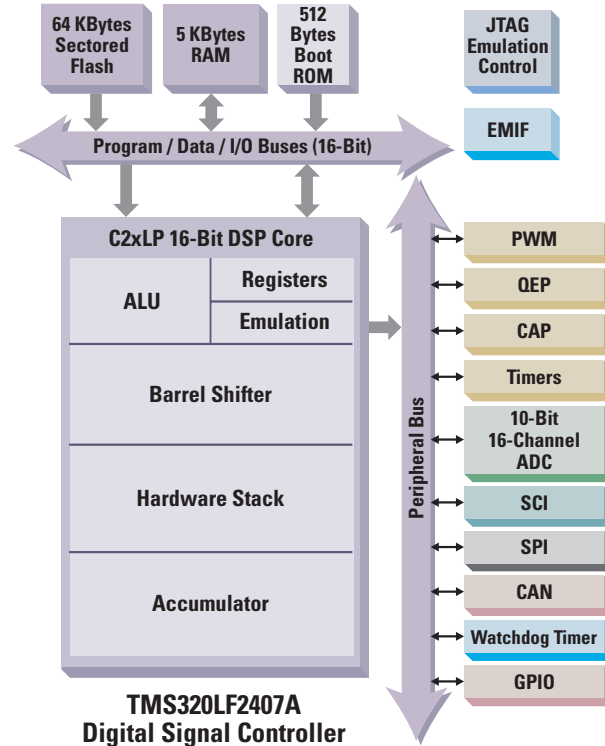 64 KBytes
Sectored
Flash
5 KBytes
RAM
512
Bytes
Boot
ROM
JTAG
Emulation
Control
EMIF
Program / Data / I/O Buses (16-Bit)
C2xLP 16-Bit DSP Core
ALU
Registers
Emulation
Barrel Shifter
Hardware Stack
Accumulator
Peripheral Bus
PWM
QEP
CAP
Timers
10-Bit
16-Channel
ADC
SCI
SPI
CAN
Watchdog Timer
GPIO
TMS320LF2407A
Digital Signal Controller